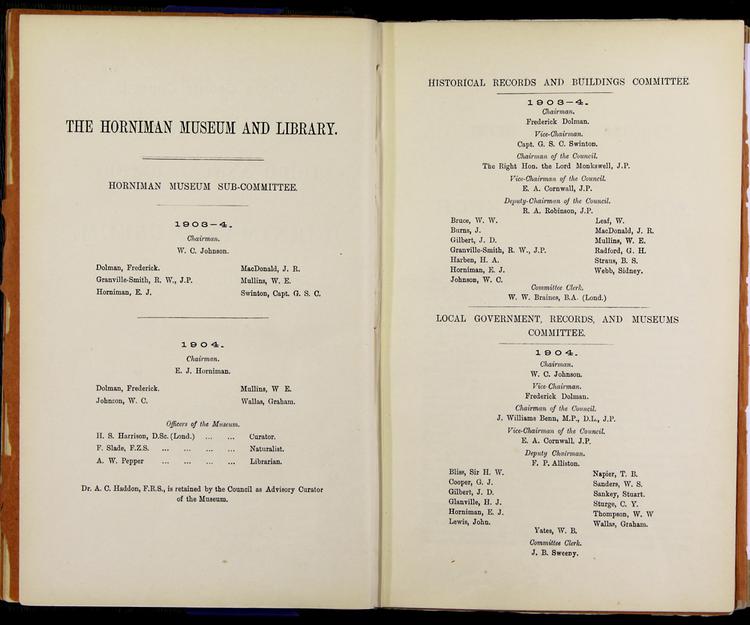 THE HORNIMAN MUSEUM AND LIBRARY.
HORNIMAN MUSEUM SUB-COMMITTEE.
1903-4.
Chairman.
W. C. Johnson.
Dolman, Frederick. MacDonald, J. R.
Granville-Smith, R. W., J.P. Mullins, W. E.
Horniman, E. J. Swinton, Capt. G. S. C.
1904.
Chairman.
E. J. Horniman.
Dolman, Frederick. Mullins, W E.
Johnson, W. C. Wallas, Graham.
Officers of the Museum.
H. S. Harrison, D.Sc. (Lond.) ... ... Curator.
F. Slade, F.Z.S. ... ... ... ... Naturalist.
A. W. Pepper ... ... ... ... Librarian.
Dr. A. C. Haddon, F.R.S., is retained by the Council as Advisory Curator
of the Museum.
HISTORICAL RECORDS AND BUILDINGS COMMITTEE.
1903-4.
Chairman.
Frederick Dolman.
Vice-Chairman.
Capt. G. S. C. Swinton.
Chairman of the Council.
The Right Hon. the Lord Monkswell, J.P.
Vice-Chairman of the Council.
E. A. Cornwall, J.P.
Deputy-Chairman of the Council.
R. A. Robinson, J.P.
Bruce, W. W. Leaf, W.
Burns, J. MacDonald, J. R.
Gilbert, J. D. Mullins, W. E.
Granville-Smith, R. W., J.P. Radford, G. H.
Harben, H. A. Straus, B. S.
Horniman, E. J. Webb, Sidney.
Johnson, W. C.
Committee Clerk.
W. W. Braines, B.A. (Lond.)
LOCAL GOVERNMENT, RECORDS, AND MUSEUMS
COMMITTEE.
1904.
Chairman.
W. C. Johnson.
Vice-Chairman.
Frederick Dolman.
Chairman of the Council.
J. Williams Benn, M.P., D.L., J.P.
Vice-Chairman of the Council.
E. A. Cornwall, J.P.
Deputy Chairman.
F. P. Alliston.
Bliss, Sir H. W. Napier, T. B.
Cooper, G. J. Sanders, W. S.
Gilbert, J. D. Sankey, Stuart.
Glanville, H. J. Sturge, C. Y.
Horniman, E. J. Thompson, W. W
Lewis, John. Wallas, Graham.
Yates, W. B.
Committee Clerk.
J. B. Sweeny.